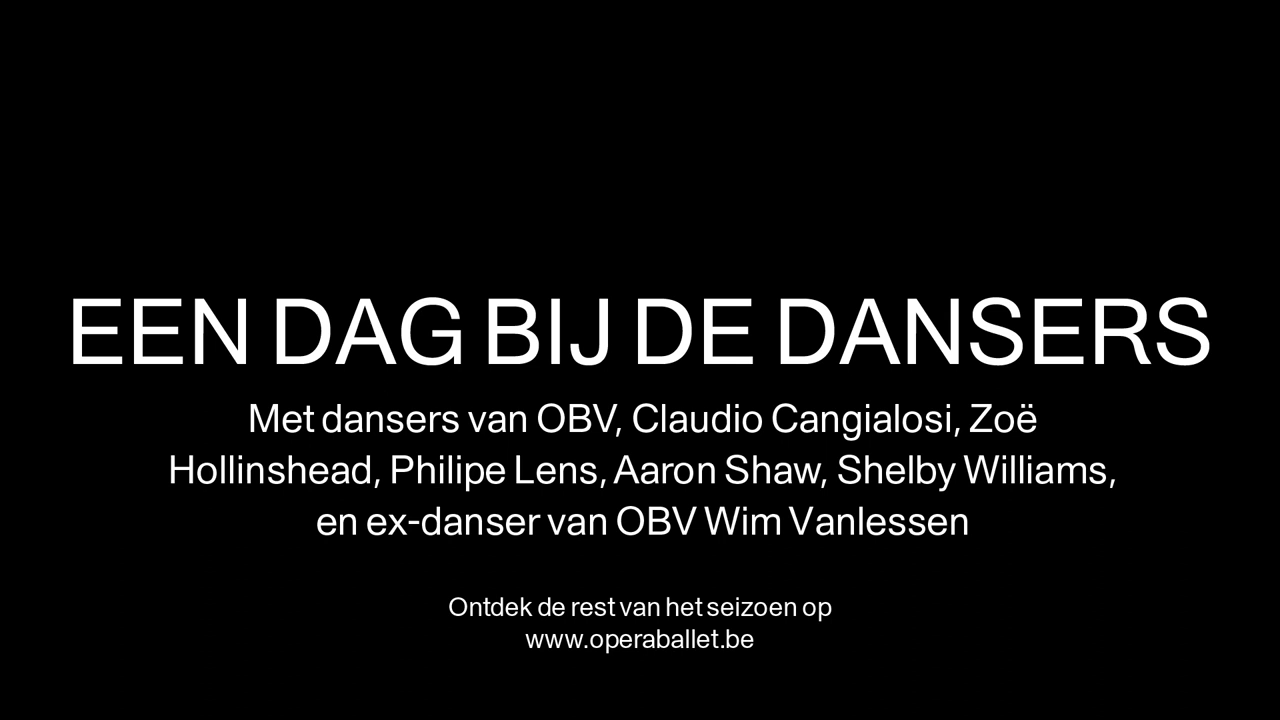 EEN DAG BIJ DE DANSERS
Met dansers van OBV, Claudio Cangialosi, Zoë
Hollinshead, Philipe Lens, Aaron Shaw, Shelby Williams,
en ex-danser van OBV Wim Vanlessen
Ontdek de rest van het seizoen op
www.operaballet.be